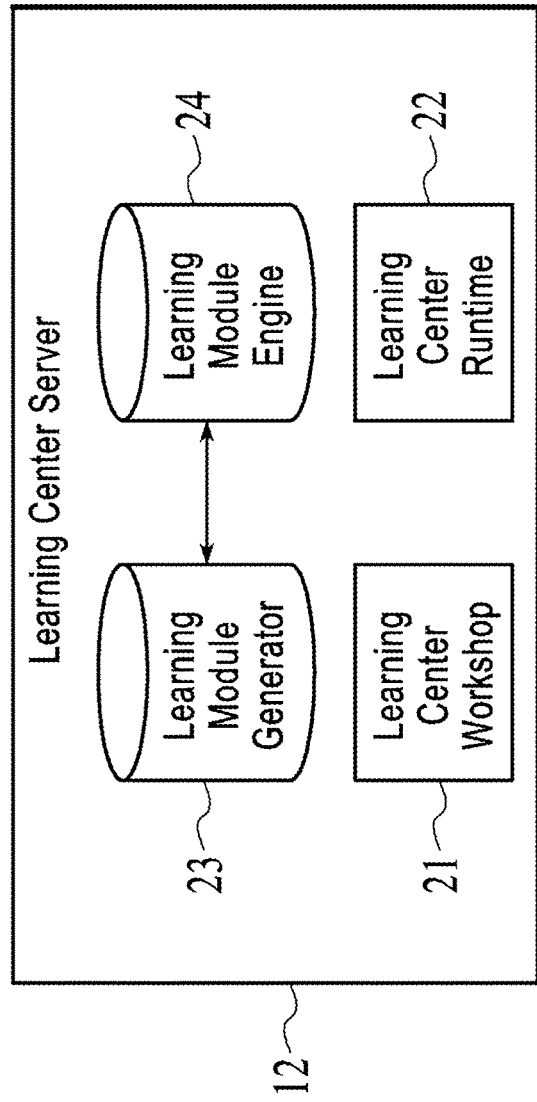 Learning Center Server
23
Learning
Module
Generator
Learning
Module
Engine
24
21
Learning
Center
Workshop
Learning
Center
Runtime
22
12